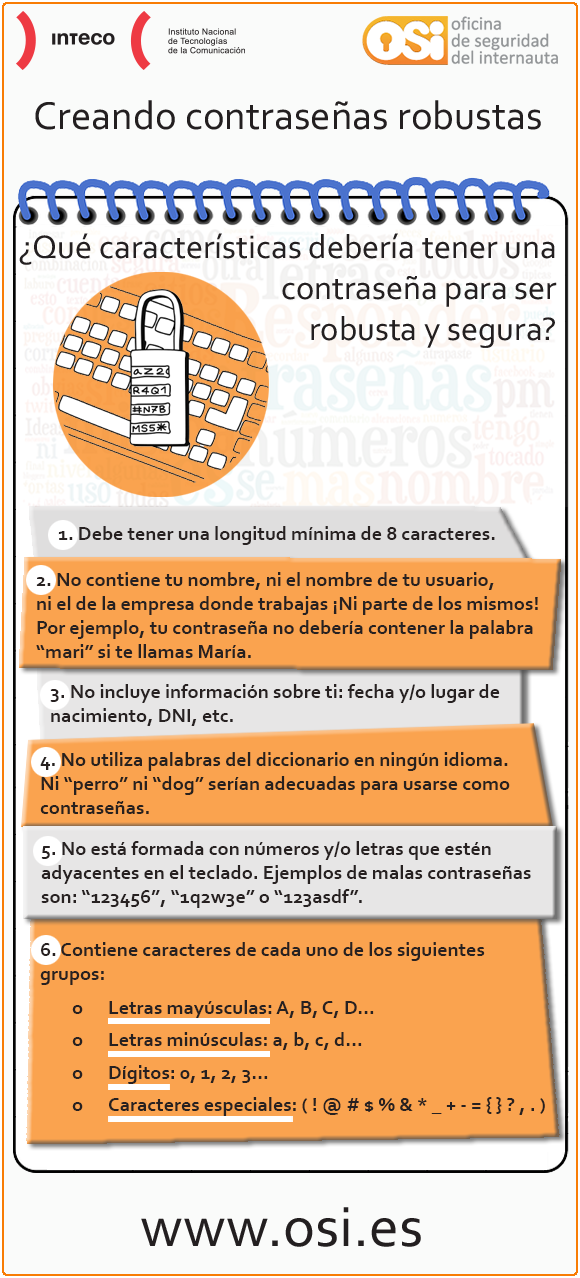 INTECO
Instituto Nacional
de Tecnologías
de la Comunicación
OSi
oficina
de seguridad
del internauta
Creando contraseñas robustas
¿Qué características debería tener una
contraseña para ser
robusta y segura?
aZ2(
R4Q1
#N7B
MS5*
1. Debe tener una longitud mínima de 8 caracteres.
2. No contiene tu nombre, ni el nombre de tu usuario,
ni el de la empresa donde trabajas ¡Ni parte de los mismos!
Por ejemplo, tu contraseña no debería contener la palabra
“mari” si te llamas María.
3. No incluye información sobre ti: fecha y/o lugar de
nacimiento, DNI, etc.
4. No utiliza palabras del diccionario en ningún idioma.
Ni “perro” ni “dog” serían adecuadas para usarse como
contraseñas.
5. No está formada con números y/o letras que estén
adyacentes en el teclado. Ejemplos de malas contraseñas
son: “123456”, “1q2w3e” o “123asdf”.
6. Contiene caracteres de cada uno de los siguientes
grupos:
o Letras mayúsculas: A, B, C, D...
o Letras minúsculas: a, b, c, d...
o Dígitos: 0, 1, 2, 3...
o Caracteres especiales: ( ! @ # $ % & * _ + - = { } ? , . )
www.osi.es